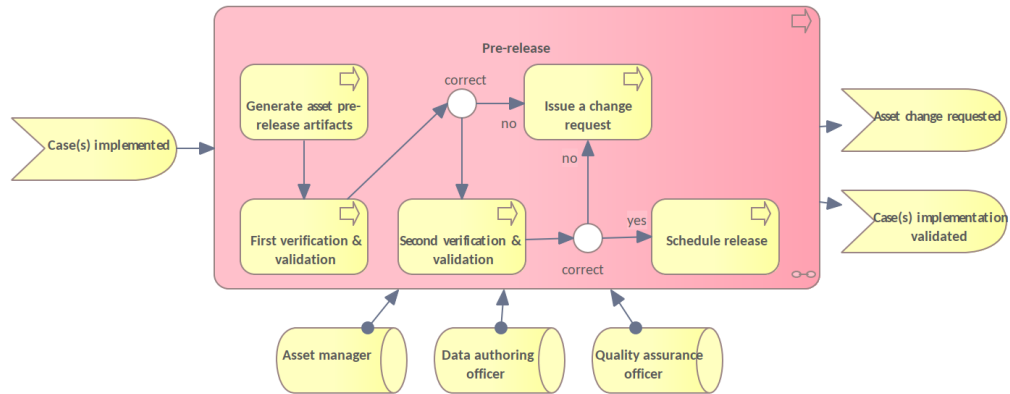 Pre-release
correct
Generate asset pre-
release artifacts
Issue a change
request
no
Case(s) implemented
Asset change requested
no
First verification &
validation
Second verification &
validation
yes
Schedule release
correct
Case(s) implementation
validated
Asset manager
Data authoring
officer
Quality assurance
officer